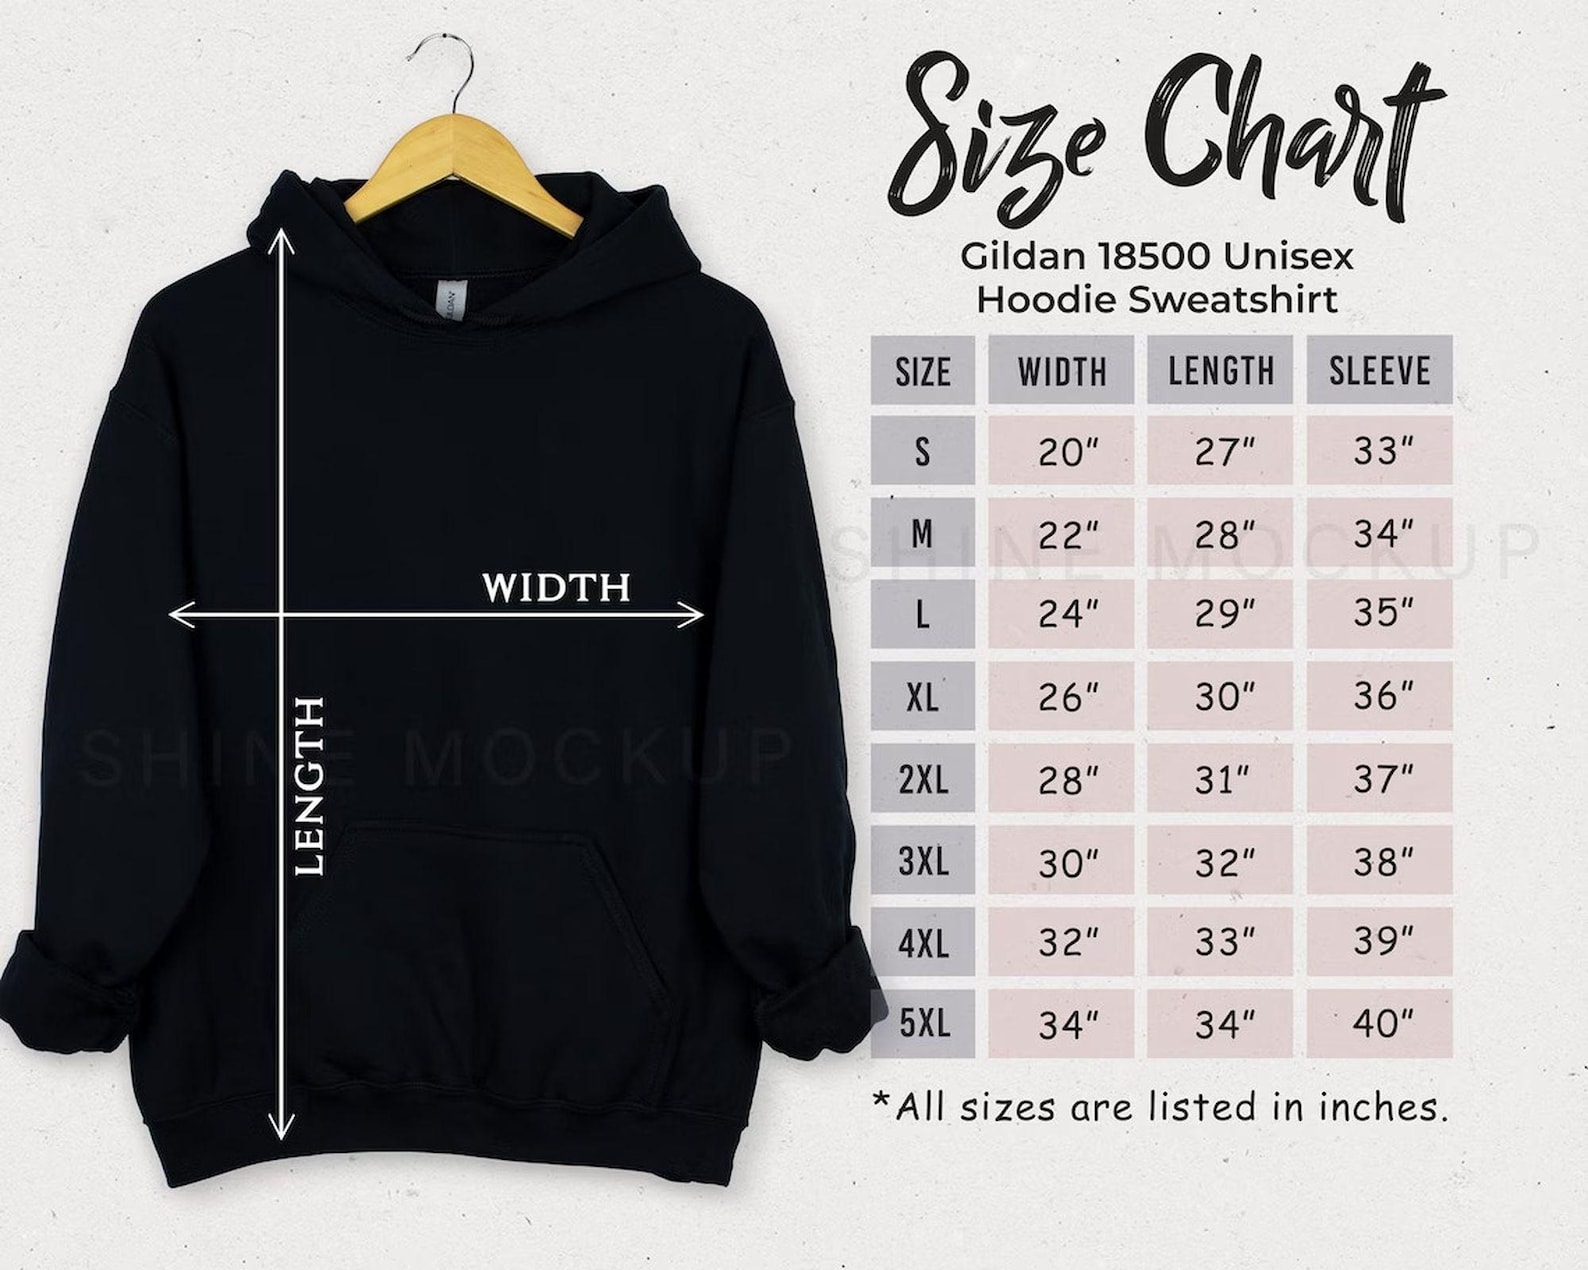 Size Chart
Gildan 18500 Unisex
Hoodie Sweatshirt
SIZE WIDTH LENGTH SLEEVE
S 20" 27" 33"
M 22" 28" 34"
L 24" 29" 35"
XL 26" 30" 36"
2XL 28" 31" 37"
3XL 30" 32" 38"
4XL 32" 33" 39"
5XL 34" 34" 40"
*All sizes are listed in inches.
WIDTH
LENGTH
SHINE MOCKUP
SHINE MOCKUP